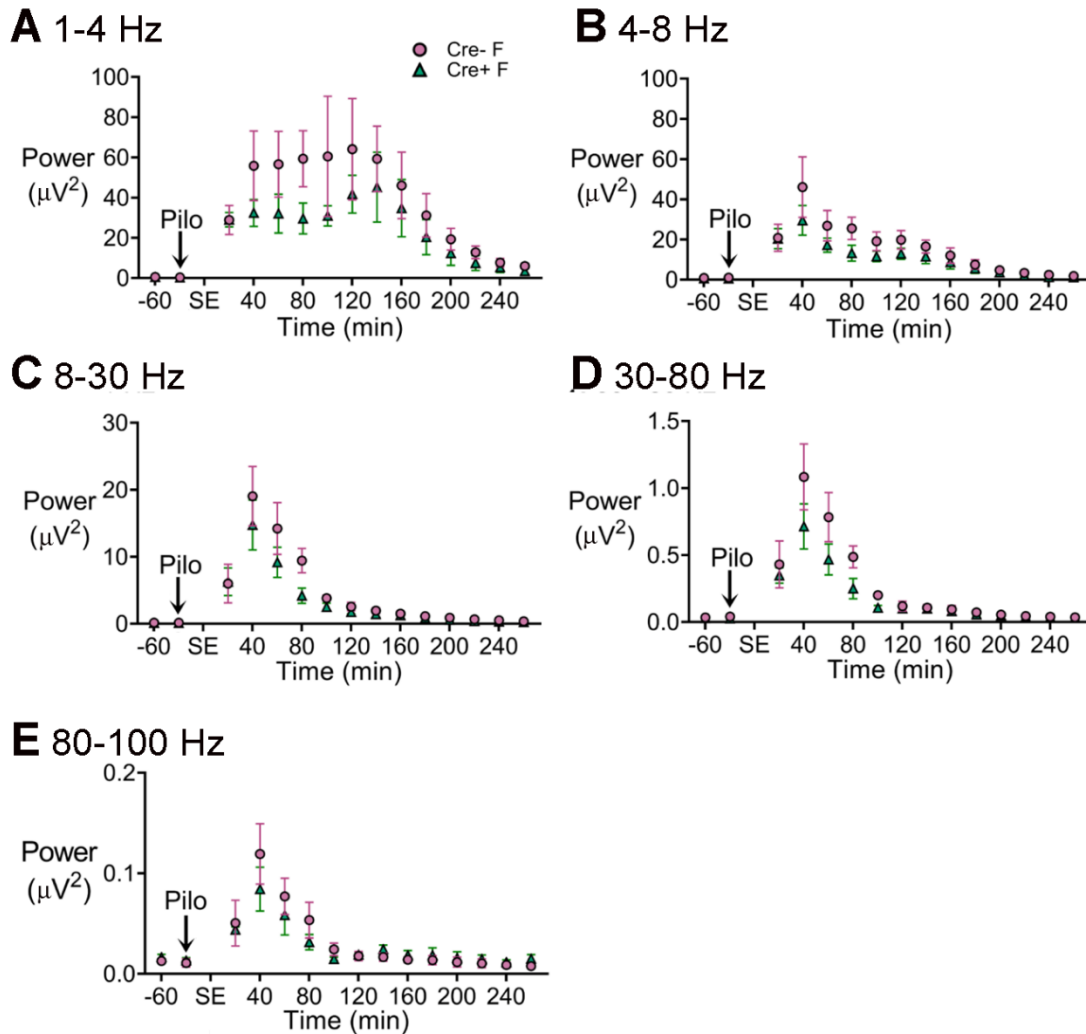 A 1-4 Hz
Cre- F
Cre+ F
100
80
60
40
20
0
Power
(μV²)
Pilo
-60 SE 40 80 120 160 200 240
Time (min)
B 4-8 Hz
100
80
60
40
20
0
Power
(μV²)
Pilo
-60 SE 40 80 120 160 200 240
Time (min)
C 8-30 Hz
30
20
10
0
Power
(μV²)
Pilo
-60 SE 40 80 120 160 200 240
Time (min)
D 30-80 Hz
1.5
1.0
0.5
0.0
Power
(μV²)
Pilo
-60 SE 40 80 120 160 200 240
Time (min)
E 80-100 Hz
0.2
0.1
0.0
Power
(μV²)
Pilo
-60 SE 40 80 120 160 200 240
Time (min)